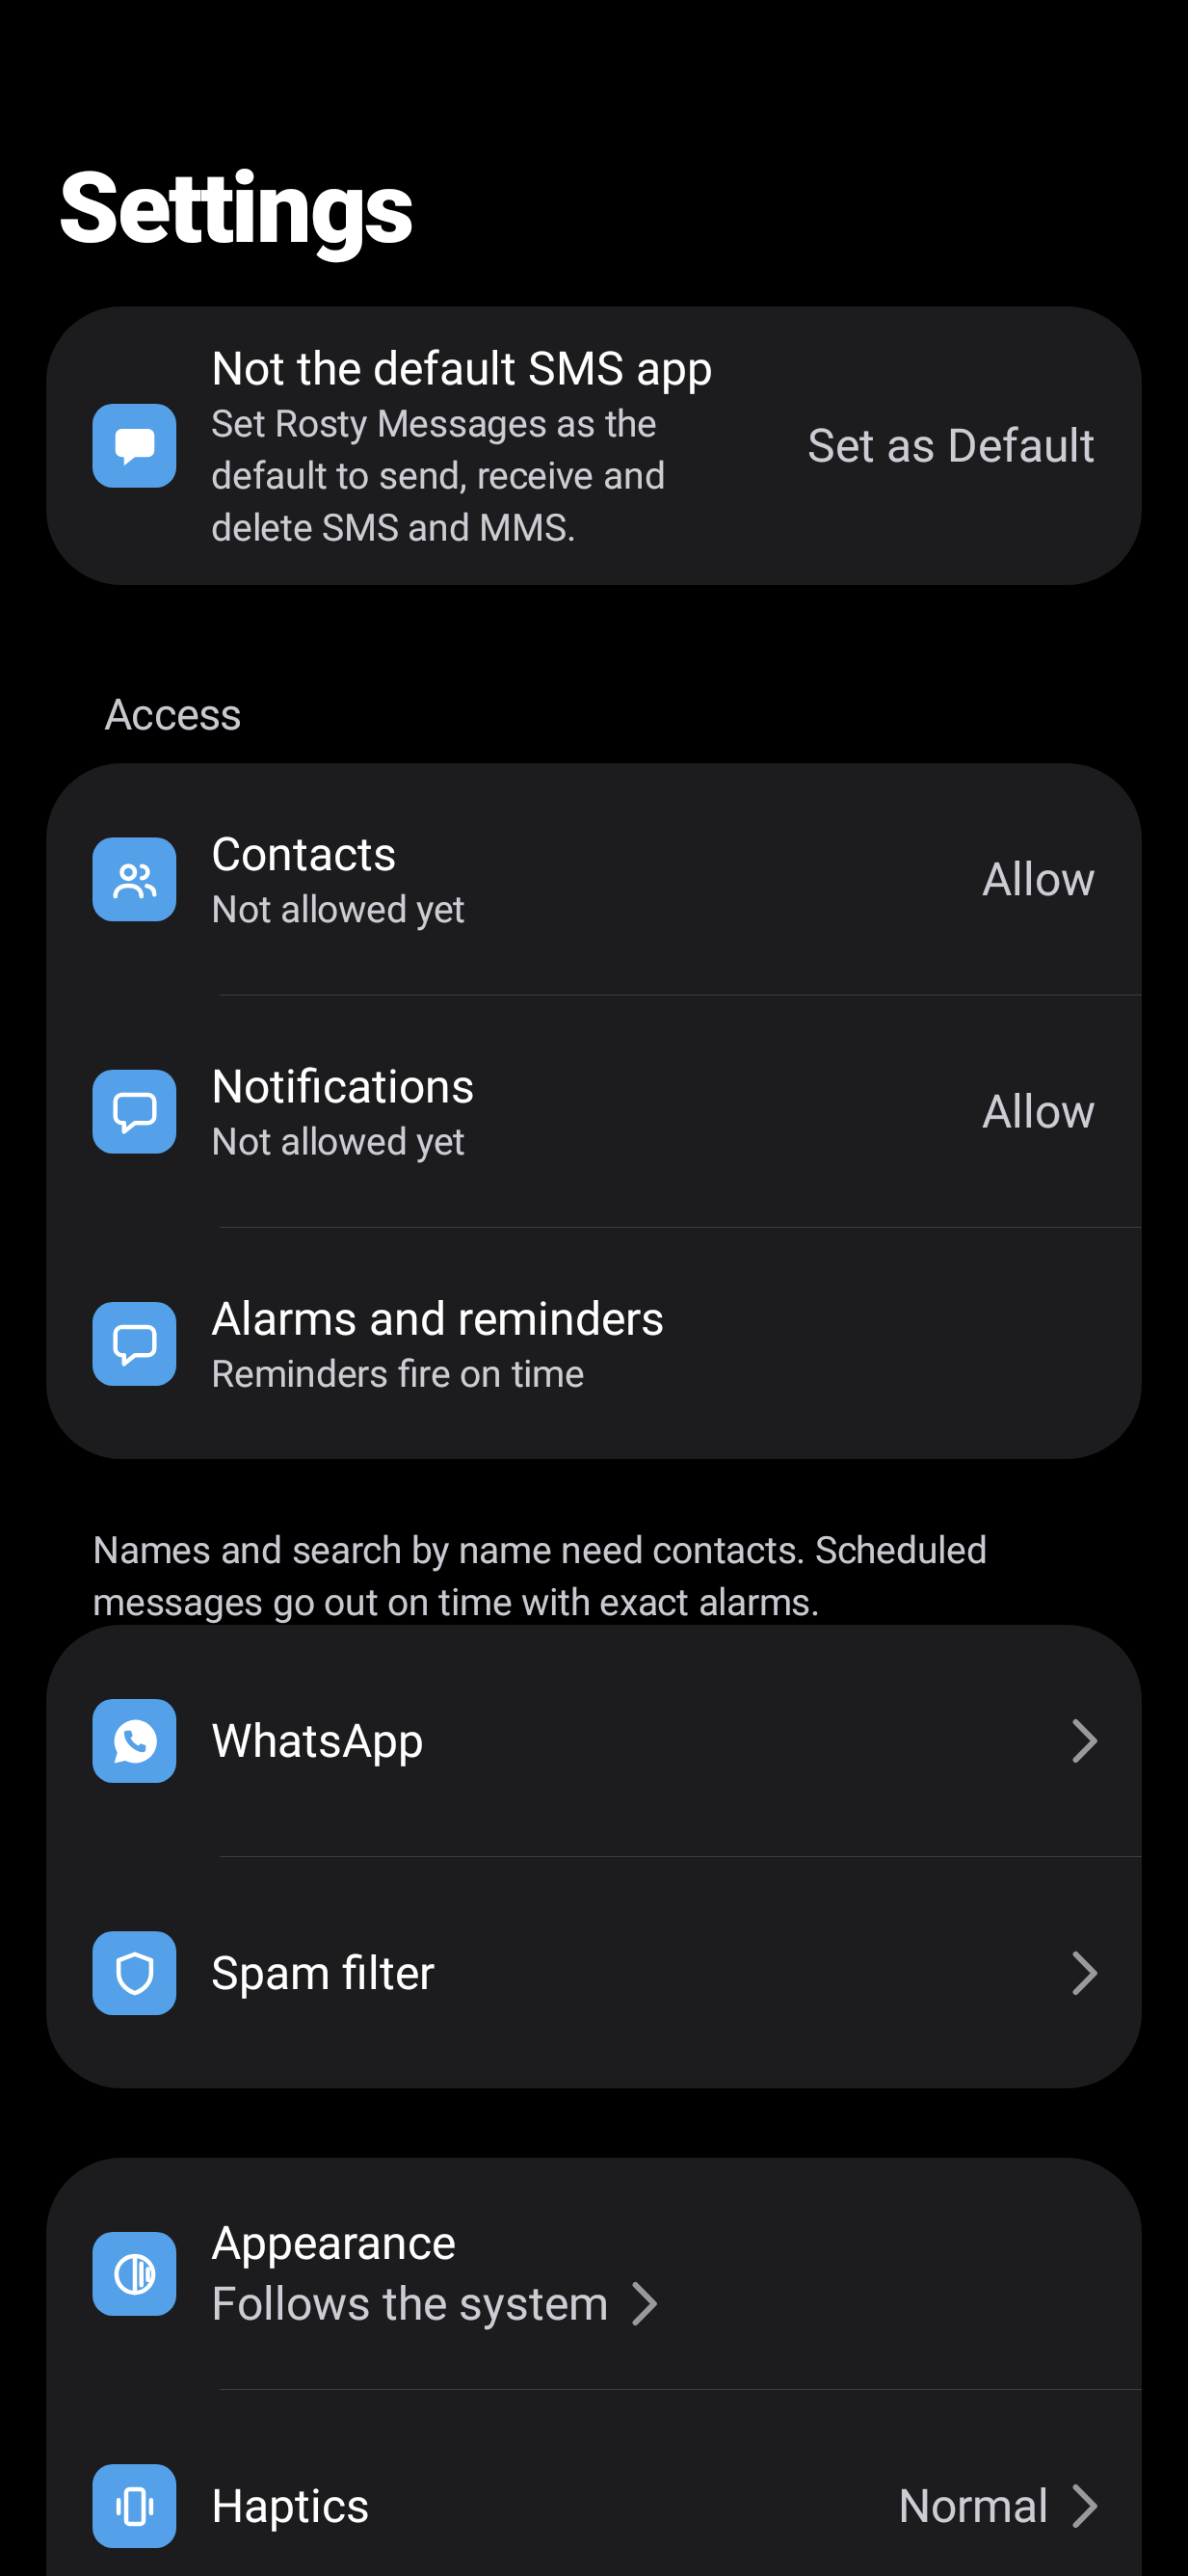 Settings
Not the default SMS app
Set Rosty Messages as the
default to send, receive and
delete SMS and MMS.
Set as Default
Access
Contacts
Not allowed yet
Allow
Notifications
Not allowed yet
Allow
Alarms and reminders
Reminders fire on time
Names and search by name need contacts. Scheduled
messages go out on time with exact alarms.
WhatsApp
Spam filter
Appearance
Follows the system
Haptics
Normal